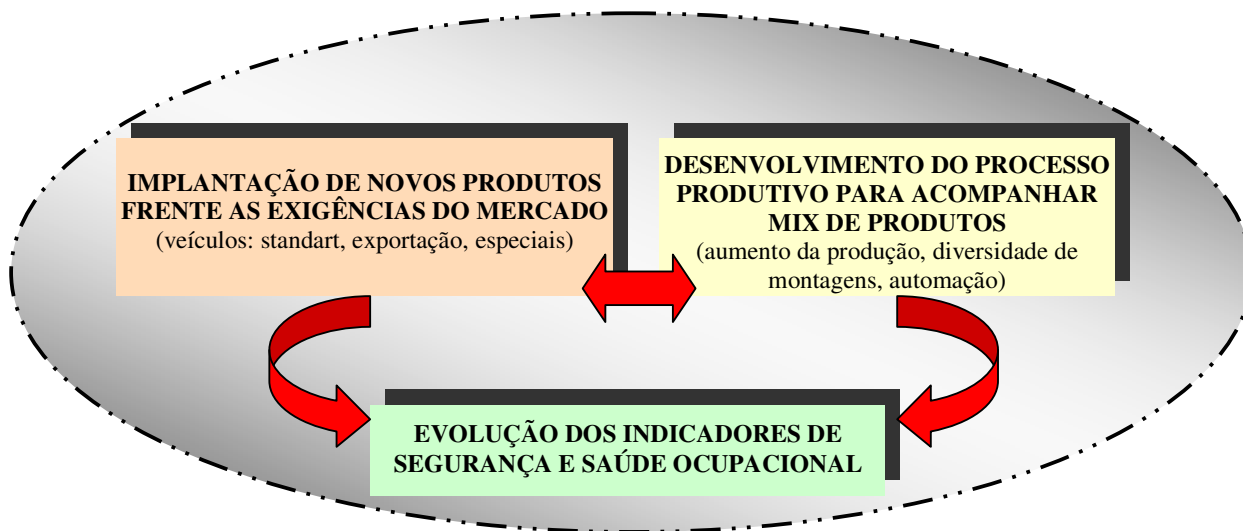 IMPLANTAÇÃO DE NOVOS PRODUTOS
FRENTE AS EXIGÊNCIAS DO MERCADO
(veículos: standart, exportação, especiais)
DESENVOLVIMENTO DO PROCESSO
PRODUTIVO PARA ACOMPANHAR
MIX DE PRODUTOS
(aumento da produção, diversidade de
montagens, automação)
EVOLUÇÃO DOS INDICADORES DE
SEGURANÇA E SAÚDE OCUPACIONAL